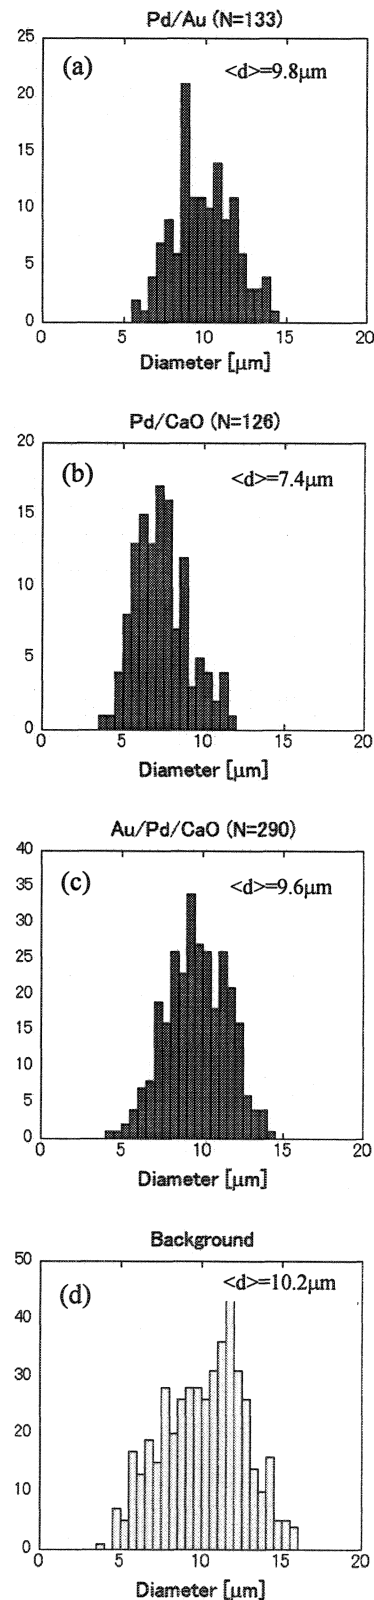 Pd/Au (N=133)
25
(a)
<d>=9.8μm
20
15
10
5
0
0 5 10 15 20
Diameter [μm]
Pd/CaO (N=126)
20
(b)
<d>=7.4μm
15
10
5
0
0 5 10 15 20
Diameter [μm]
Au/Pd/CaO (N=290)
40
(c)
<d>=9.6μm
35
30
25
20
15
10
5
0
0 5 10 15 20
Diameter [μm]
Background
50
<d>=10.2μm
(d)
40
30
20
10
0
0 5 10 15 20
Diameter [μm]